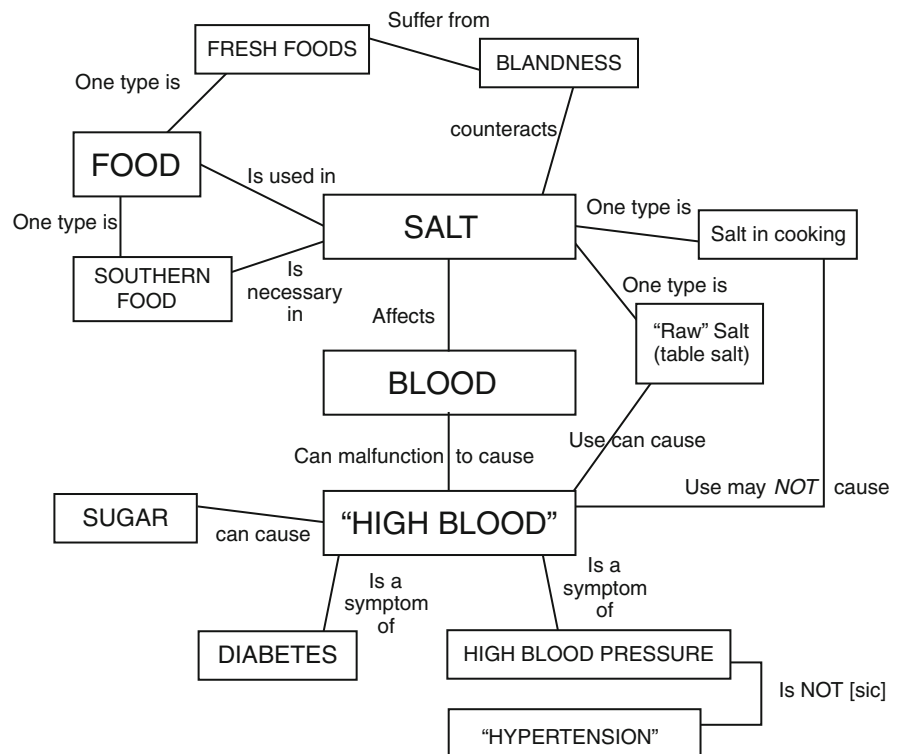 Suffer from
FRESH FOODS
BLANDNESS
One type is
counteracts
FOOD
Is used in
SALT
One type is
Salt in cooking
One type is
SOUTHERN
FOOD
Is
necessary
in
One type is
"Raw" Salt
(table salt)
Affects
BLOOD
Use can cause
Can malfunction to cause
Use may NOT cause
SUGAR
can cause
"HIGH BLOOD"
Is a
symptom
of
Is a
symptom
of
DIABETES
HIGH BLOOD PRESSURE
Is NOT [sic]
"HYPERTENSION"